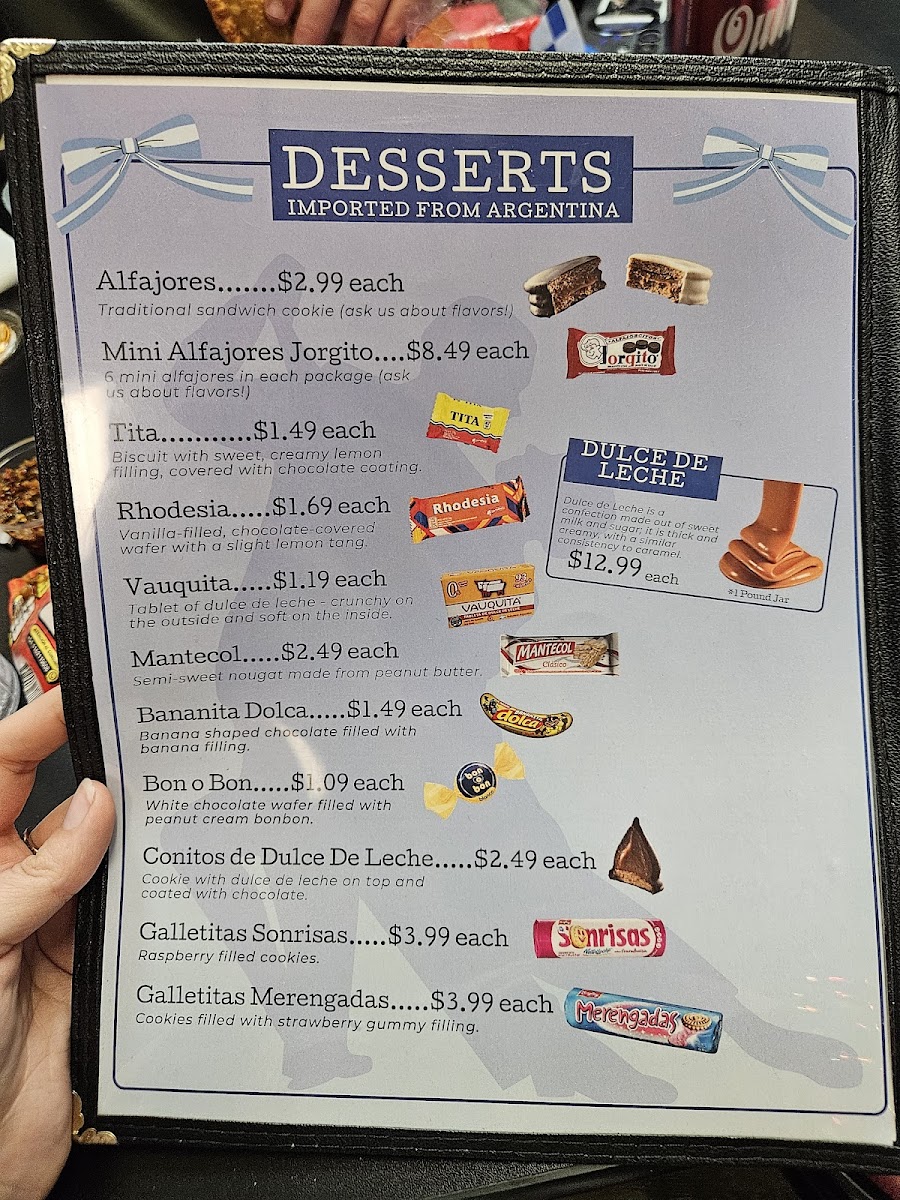 DESSERTS
IMPORTED FROM ARGENTINA
Alfajores.......$2.99 each
Traditional sandwich cookie (ask us about flavors!)
Mini Alfajores Jorgito....$8.49 each
6 mini alfajores in each package (ask
us about flavors!)
Jorgito
Tita...........$1.49 each
Biscuit with sweet, creamy lemon
filling, covered with chocolate coating.
TITA
Rhodesia.....$1.69 each
Vanilla-filled, chocolate-covered
wafer with a slight lemon tang.
Rhodesia
DULCE DE
LECHE
Dulce de Leche is a
confection made out of sweet
milk and sugar; it is thick and
creamy, with a similar
consistency to caramel.
$12.99 each
*1 Pound Jar
Vauquita.....$1.19 each
Tablet of dulce de leche - crunchy on
the outside and soft on the inside.
VAUQUITA
Mantecol.....$2.49 each
Semi-sweet nougat made from peanut butter.
MANTECOL
Clásico
Bananita Dolca.....$1.49 each
Banana shaped chocolate filled with
banana filling.
dolca
Bon o Bon.....$1.09 each
White chocolate wafer filled with
peanut cream bonbon.
bon
o
bon
Conitos de Dulce De Leche.....$2.49 each
Cookie with dulce de leche on top and
coated with chocolate.
Galletitas Sonrisas.....$3.99 each
Raspberry filled cookies.
Sonrisas
Galletitas Merengadas.....$3.99 each
Cookies filled with strawberry gummy filling.
Merengadas